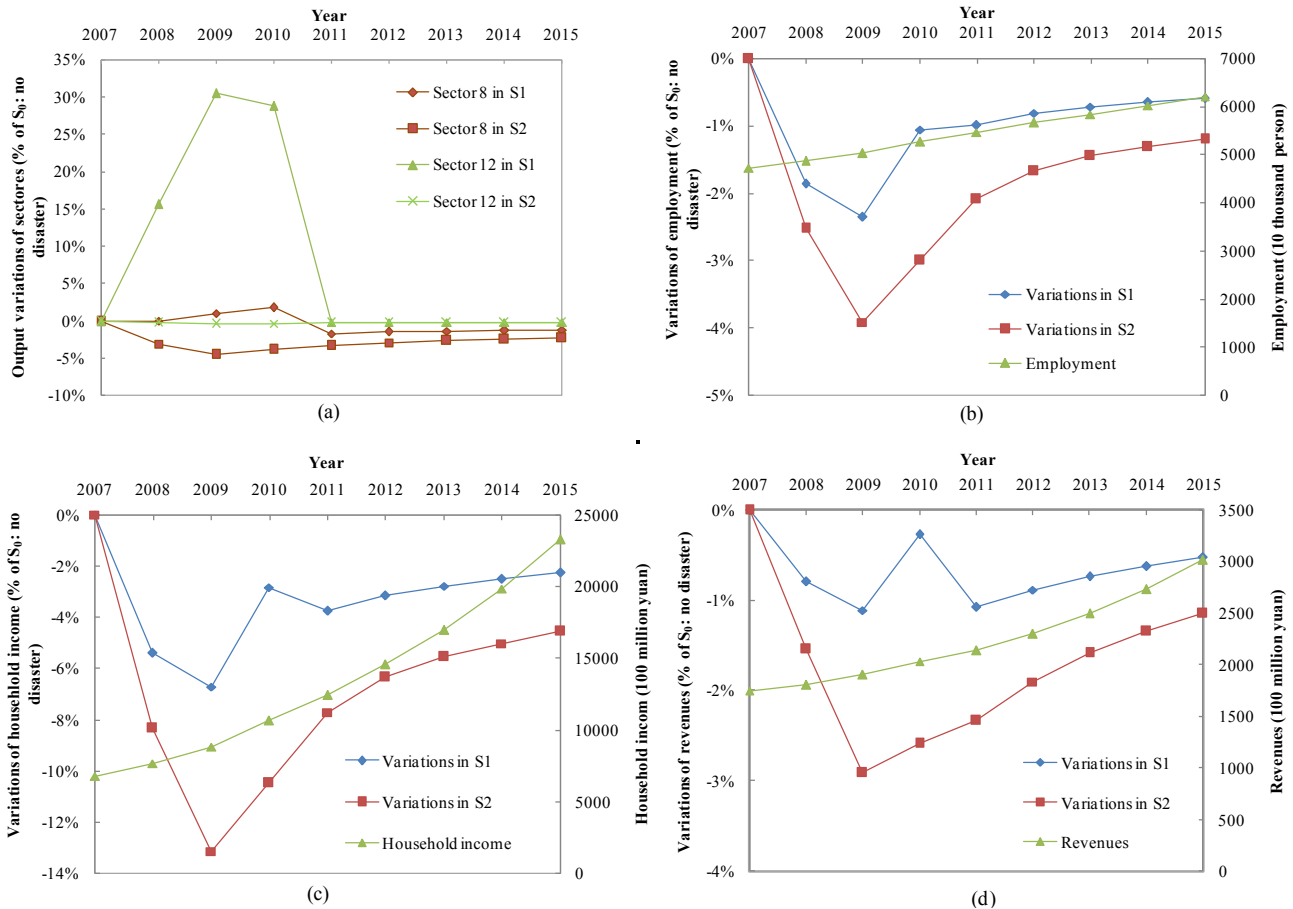 Year
2007 2008 2009 2010 2011 2012 2013 2014 2015
35%
30%
25%
20%
15%
10%
5%
0%
-5%
-10%
Output variations of sectores (% of S0: no
disaster)
Sector 8 in S1
Sector 8 in S2
Sector 12 in S1
Sector 12 in S2
(a)
Year
2007 2008 2009 2010 2011 2012 2013 2014 2015
0%
-1%
-2%
-3%
-4%
-5%
Variations of employment (% of S0: no
disaster)
7000
6000
5000
4000
3000
2000
1000
0
Employment (10 thousand person)
Variations in S1
Variations in S2
Employment
(b)
Year
2007 2008 2009 2010 2011 2012 2013 2014 2015
0%
-2%
-4%
-6%
-8%
-10%
-12%
-14%
Variations of househlold income (% of S0: no
disaster)
25000
20000
15000
10000
5000
0
Household incom (100 million yuan)
Variations in S1
Variations in S2
Household income
(c)
Year
2007 2008 2009 2010 2011 2012 2013 2014 2015
0%
-1%
-2%
-3%
-4%
Variations of revenues (% of S0: no disaster)
3500
3000
2500
2000
1500
1000
500
0
Revenues (100 million yuan)
Variations in S1
Variations in S2
Revenues
(d)